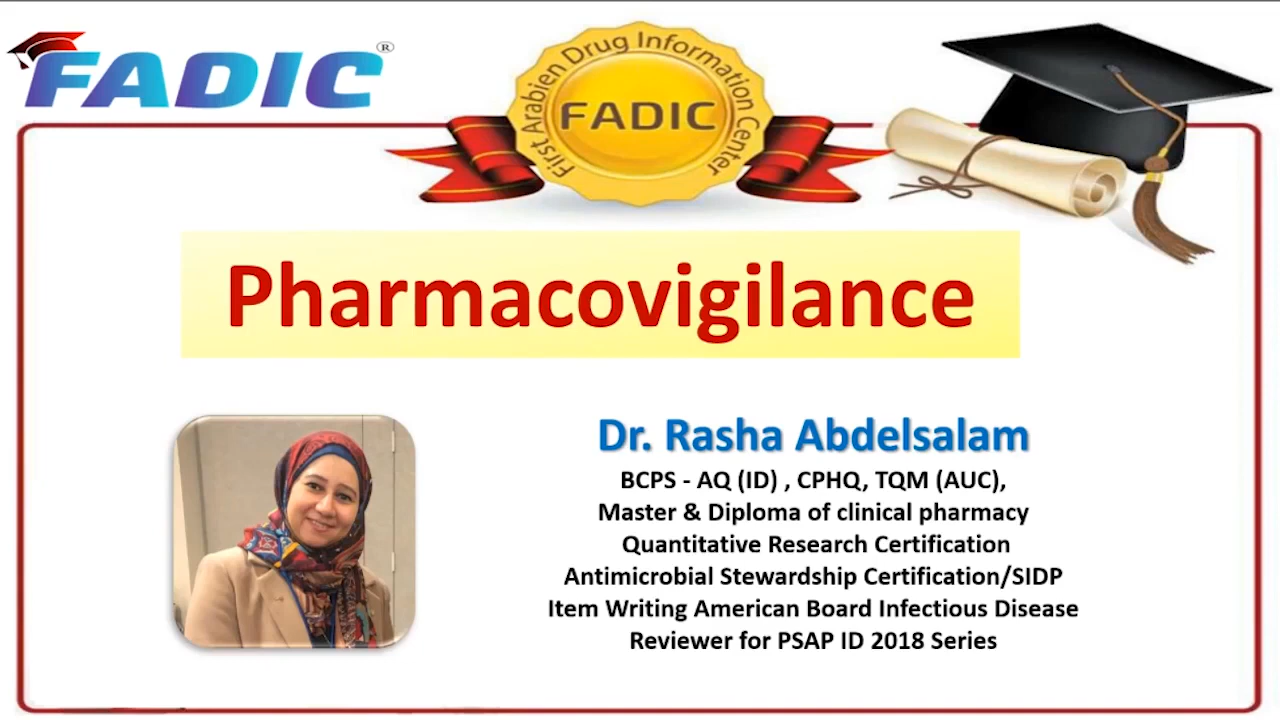 FADIC®
First Arabien Drug Information Center
FADIC
Pharmacovigilance
Dr. Rasha Abdelsalam
BCPS - AQ (ID) , CPHQ, TQM (AUC),
Master & Diploma of clinical pharmacy
Quantitative Research Certification
Antimicrobial Stewardship Certification/SIDP
Item Writing American Board Infectious Disease
Reviewer for PSAP ID 2018 Series